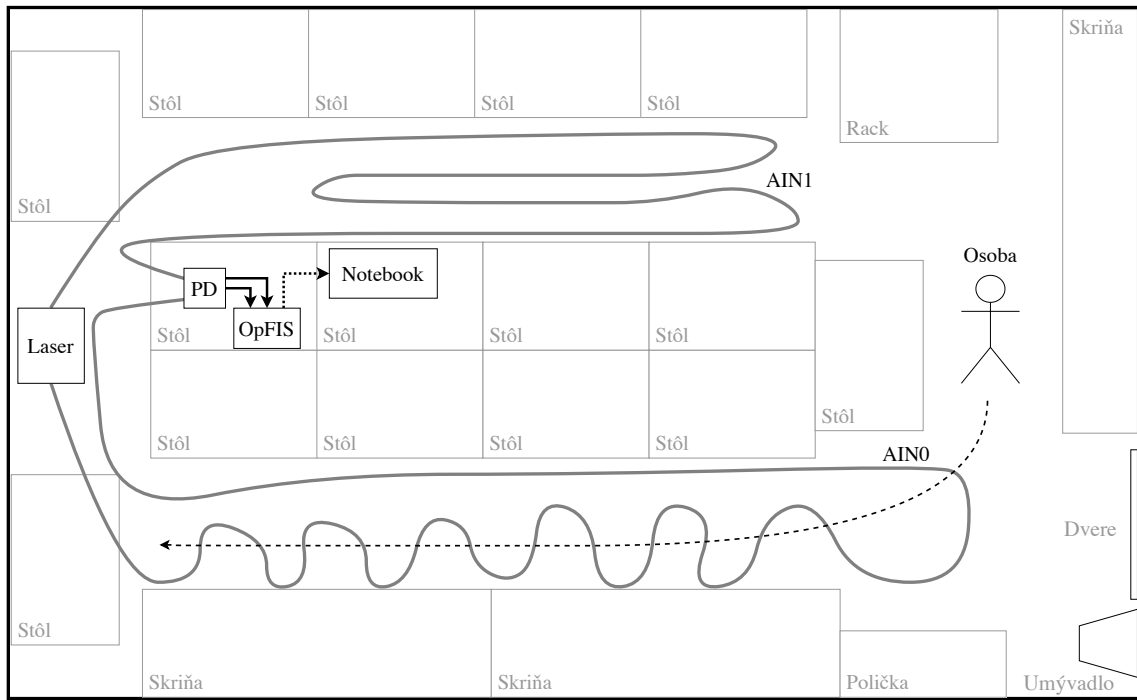 Skriňa
Stôl
Stôl
Stôl
Stôl
Rack
AIN1
Stôl
Osoba
Notebook
PD
OpFIS
Stôl
Stôl
Stôl
Stôl
Laser
Stôl
Stôl
Stôl
Stôl
Stôl
AIN0
Dvere
Stôl
Skriňa
Skriňa
Polička
Umývadlo